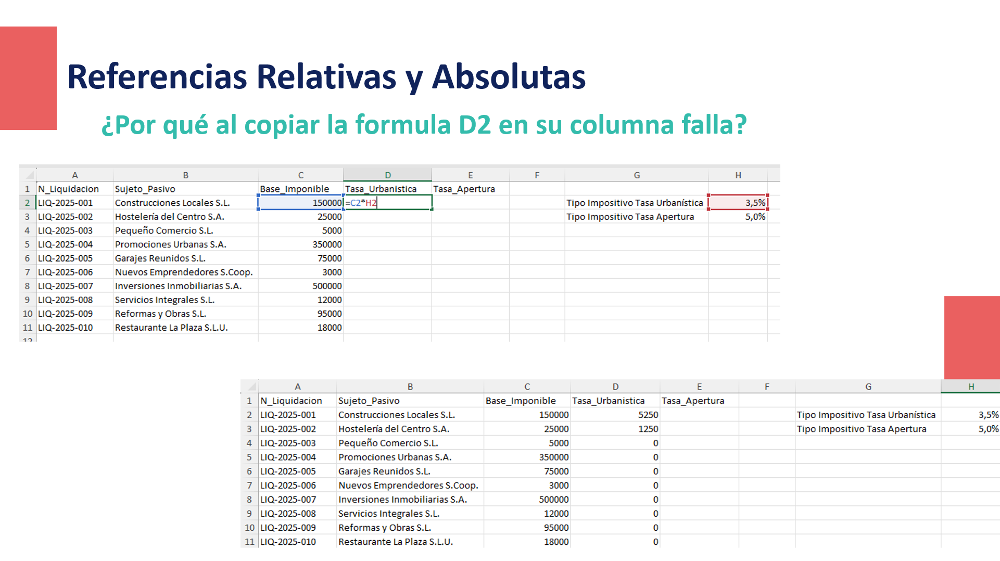 Referencias Relativas y Absolutas
¿Por qué al copiar la formula D2 en su columna falla?
A B C D E F G H
1 N_Liquidacion Sujeto_Pasivo Base_Imponible Tasa_Urbanistica Tasa_Apertura
2 LIQ-2025-001 Construcciones Locales S.L. 150000 =C2*H2 Tipo Impositivo Tasa Urbanística 3,5%
3 LIQ-2025-002 Hostelería del Centro S.A. 25000 Tipo Impositivo Tasa Apertura 5,0%
4 LIQ-2025-003 Pequeño Comercio S.L. 5000
5 LIQ-2025-004 Promociones Urbanas S.A. 350000
6 LIQ-2025-005 Garajes Reunidos S.L. 75000
7 LIQ-2025-006 Nuevos Emprendedores S.Coop. 3000
8 LIQ-2025-007 Inversiones Inmobiliarias S.A. 500000
9 LIQ-2025-008 Servicios Integrales S.L. 12000
10 LIQ-2025-009 Reformas y Obras S.L. 95000
11 LIQ-2025-010 Restaurante La Plaza S.L.U. 18000
12
A B C D E F G H
1 N_Liquidacion Sujeto_Pasivo Base_Imponible Tasa_Urbanistica Tasa_Apertura
2 LIQ-2025-001 Construcciones Locales S.L. 150000 5250 Tipo Impositivo Tasa Urbanística 3,5%
3 LIQ-2025-002 Hostelería del Centro S.A. 25000 1250 Tipo Impositivo Tasa Apertura 5,0%
4 LIQ-2025-003 Pequeño Comercio S.L. 5000 0
5 LIQ-2025-004 Promociones Urbanas S.A. 350000 0
6 LIQ-2025-005 Garajes Reunidos S.L. 75000 0
7 LIQ-2025-006 Nuevos Emprendedores S.Coop. 3000 0
8 LIQ-2025-007 Inversiones Inmobiliarias S.A. 500000 0
9 LIQ-2025-008 Servicios Integrales S.L. 12000 0
10 LIQ-2025-009 Reformas y Obras S.L. 95000 0
11 LIQ-2025-010 Restaurante La Plaza S.L.U. 18000 0